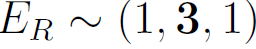 $E_R \sim (1, \mathbf{3}, 1)$